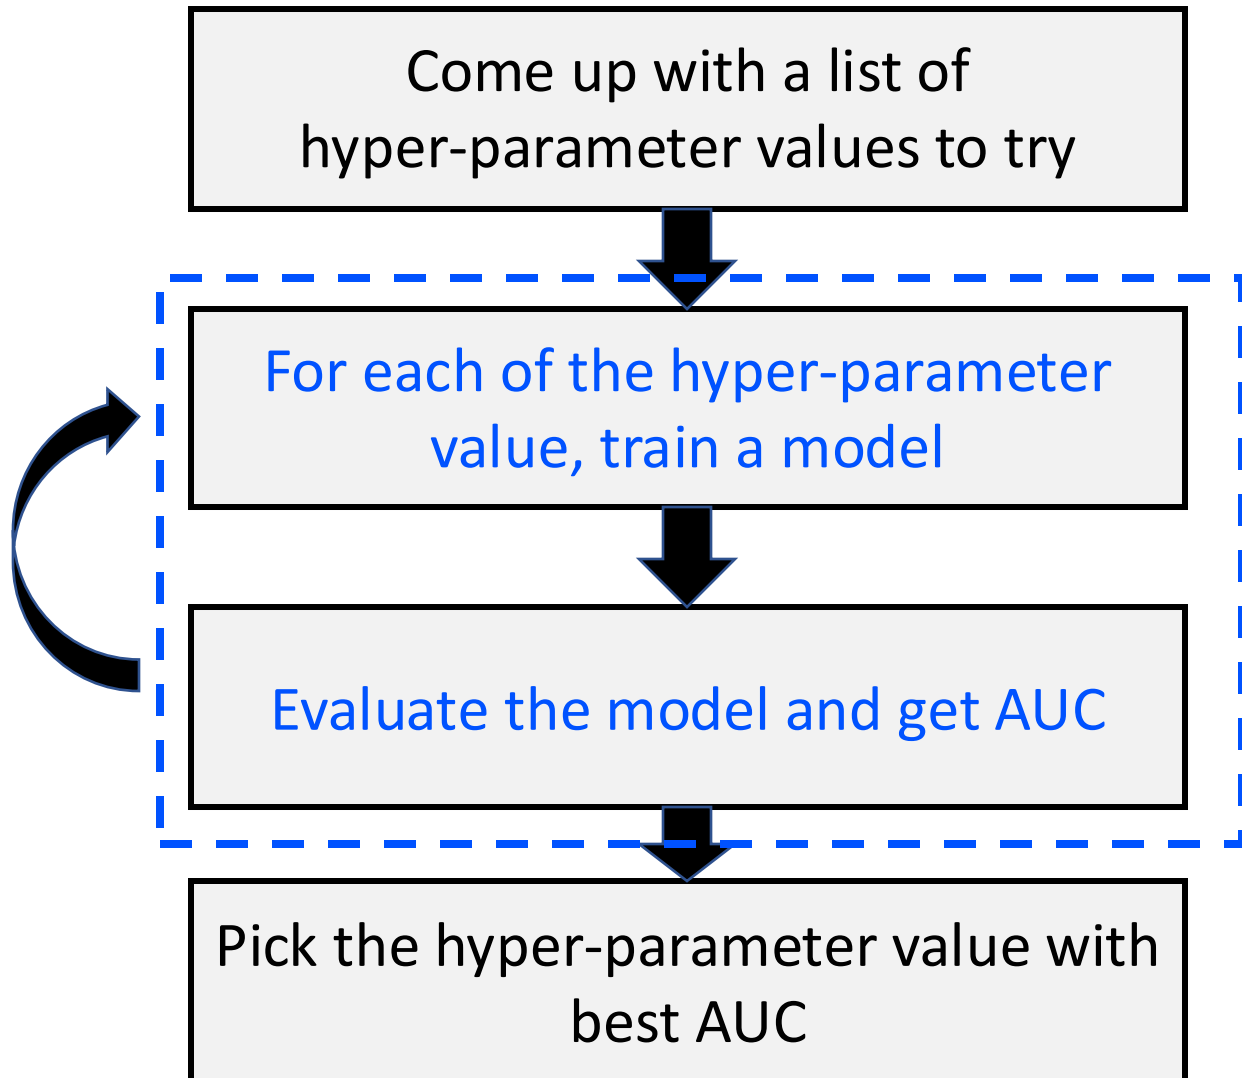 Come up with a list of
hyper-parameter values to try
For each of the hyper-parameter
value, train a model
Evaluate the model and get AUC
Pick the hyper-parameter value with
best AUC